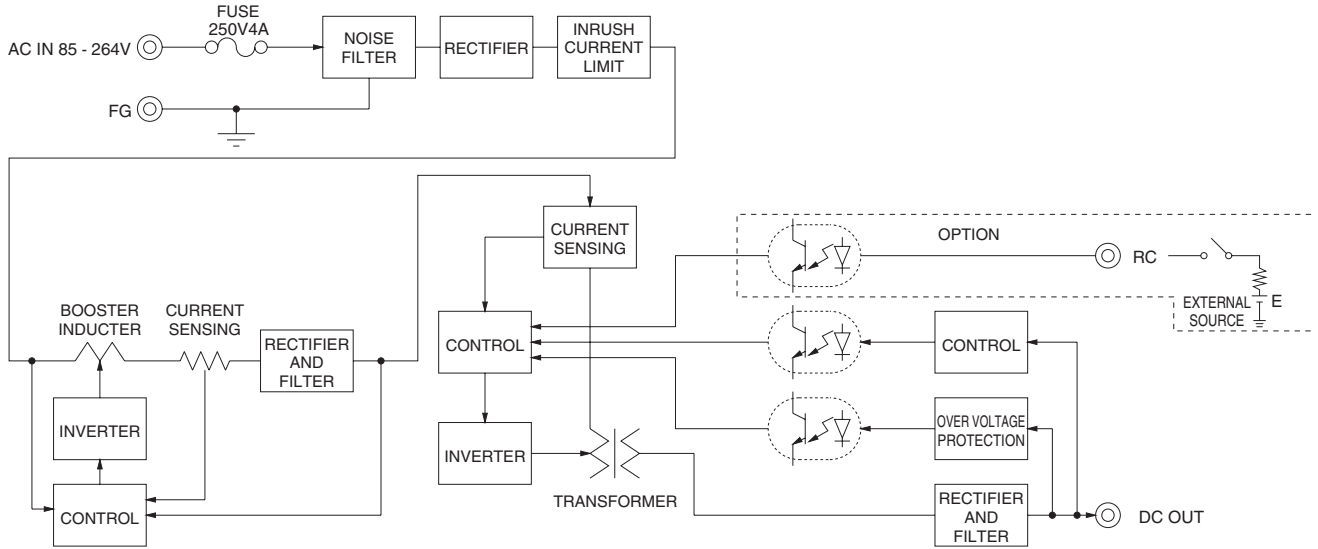 FUSE
250V4A
AC IN 85 - 264V
NOISE
FILTER
RECTIFIER
INRUSH
CURRENT
LIMIT
FG
CURRENT
SENSING
OPTION
RC
EXTERNAL
SOURCE
E
BOOSTER
INDUCTER
CURRENT
SENSING
RECTIFIER
AND
FILTER
CONTROL
CONTROL
INVERTER
INVERTER
OVER VOLTAGE
PROTECTION
TRANSFORMER
CONTROL
RECTIFIER
AND
FILTER
DC OUT